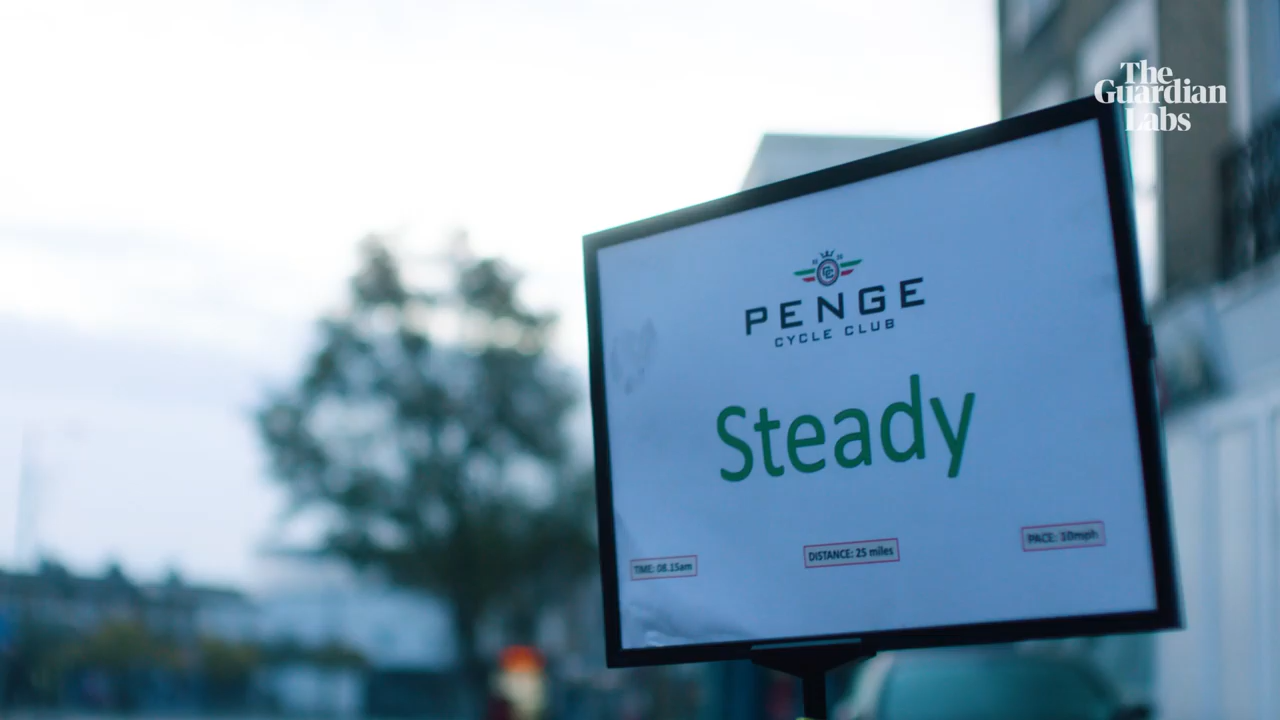 The
Guardian
Labs
PENGE
CYCLE CLUB
Steady
TIME: 08.15am
DISTANCE: 25 miles
PACE: 10mph